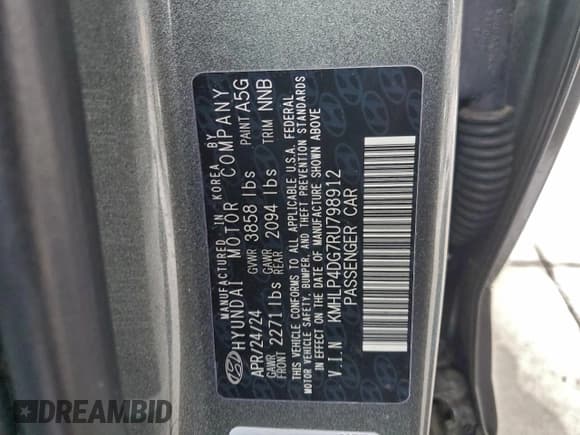 MANUFACTURED IN KOREA BY
HYUNDAI MOTOR COMPANY
APR/24/24 GVWR 3858 lbs PAINT A5G
GAWR FRONT 2271 lbs GAWR REAR 2094 lbs TRIM NNB
THIS VEHICLE CONFORMS TO ALL APPLICABLE U.S.A. FEDERAL
MOTOR VEHICLE SAFETY, BUMPER, AND THEFT PREVENTION STANDARDS
IN EFFECT ON THE DATE OF MANUFACTURE SHOWN ABOVE
V.I.N KMHLP4DG7RU798912
PASSENGER CAR
DREAMBID